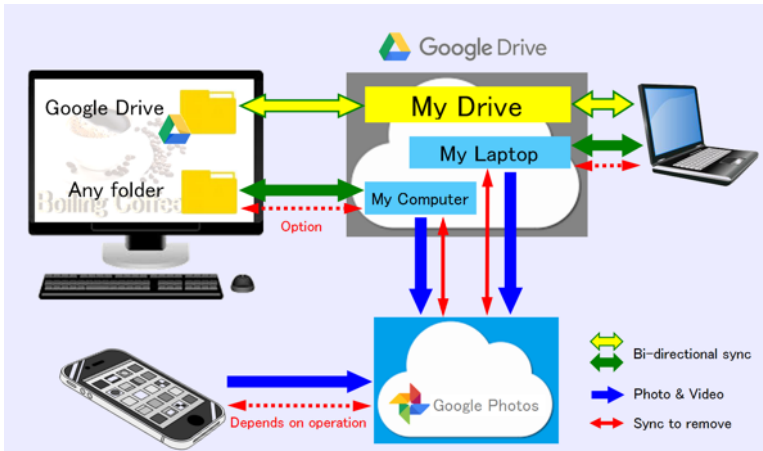 Google Drive
Google Drive
My Drive
My Laptop
Any folder
My Computer
Option
Google Photos
Depends on operation
Bi-directional sync
Photo & Video
Sync to remove